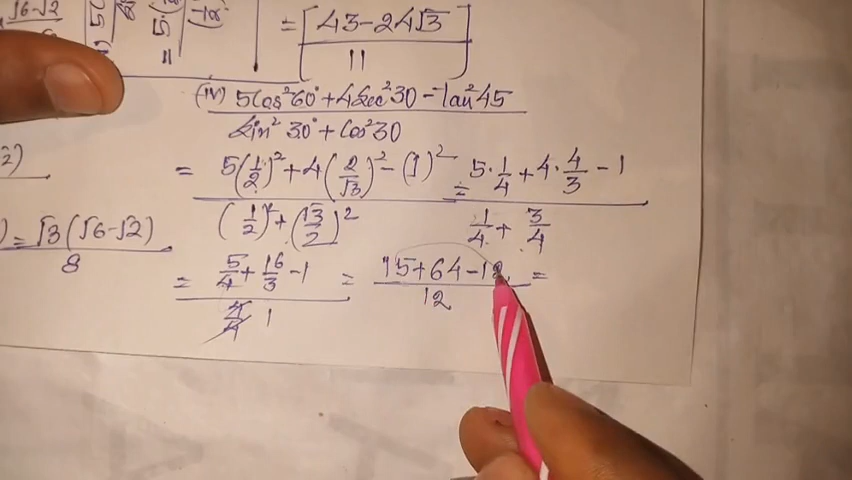 = [43-24√3 / 11]
(iv) 5Cos²60°+4Sec²30-tan²45 / Sin²30°+Cos²30
= 5(1/2)²+4(2/√3)²-(1)² / (1/2)²+(√3/2)² = 5·1/4+4·4/3-1 / 1/4+3/4
= √3(√6-√2) / 8
= 5/4+16/3-1 / 4/4 1 = 15+64-12 / 12 =